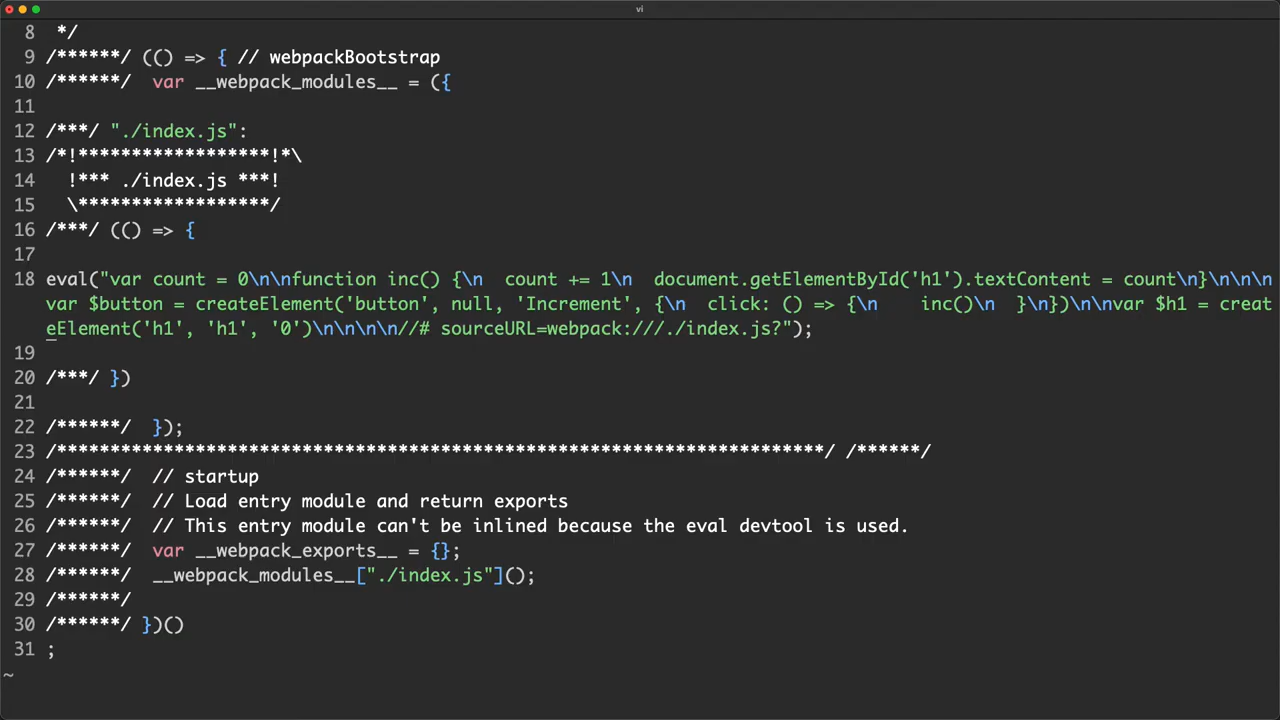 vi
8  */
9 /******/ (() => { // webpackBootstrap
10 /******/  var __webpack_modules__ = ({
11
12 /***/ "./index.js":
13 /*!******************!*\
14   !*** ./index.js ***!
15   \******************/
16 /***/ (() => {
17
18 eval("var count = 0\n\nfunction inc() {\n  count += 1\n  document.getElementById('h1').textContent = count\n}\n\n\n
var $button = createElement('button', null, 'Increment', {\n  click: () => {\n    inc()\n  }\n})\n\nvar $h1 = creat
eElement('h1', 'h1', '0')\n\n\n\n//# sourceURL=webpack:///./index.js?");
19
20 /***/ })
21
22 /******/  });
23 /************************************************************************/ /******/
24 /******/  // startup
25 /******/  // Load entry module and return exports
26 /******/  // This entry module can't be inlined because the eval devtool is used.
27 /******/  var __webpack_exports__ = {};
28 /******/  __webpack_modules__["./index.js"]();
29 /******/
30 /******/ })()
31 ;
~